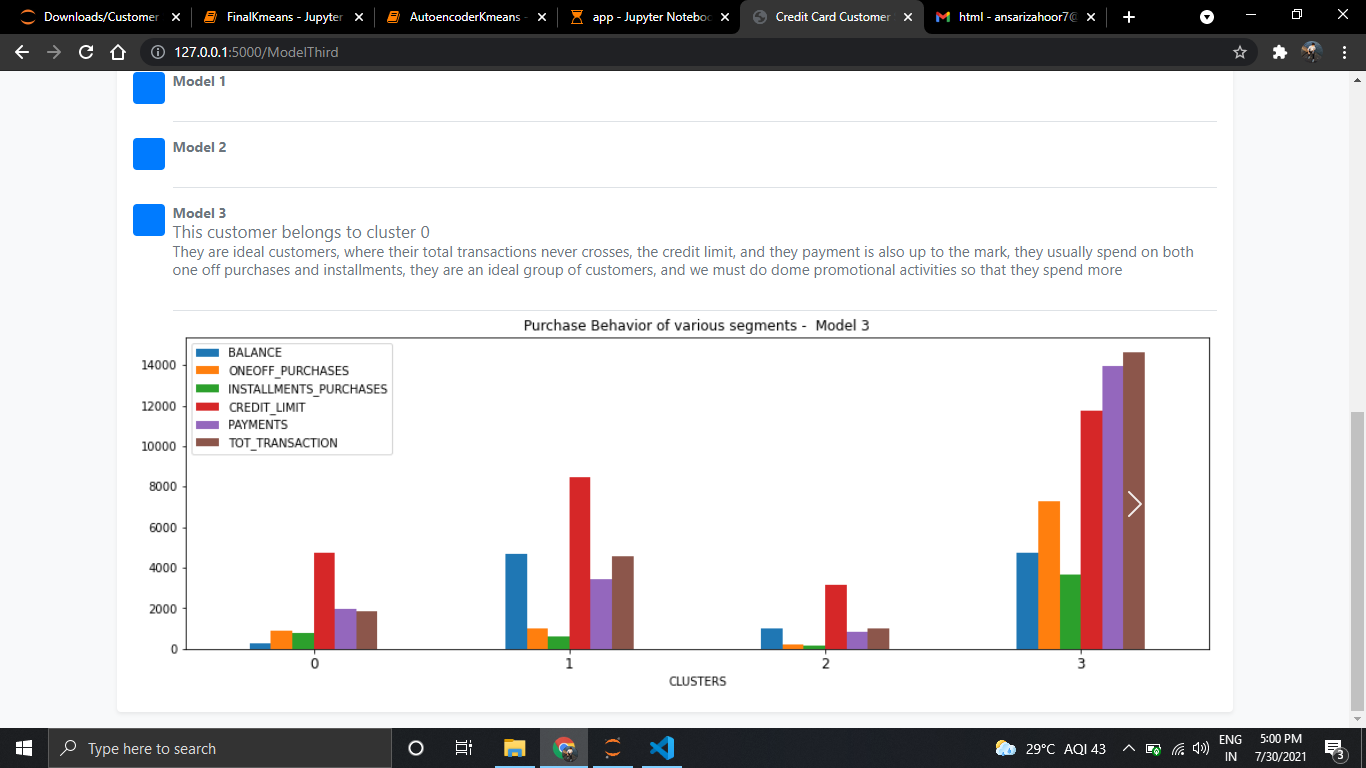 Downloads/Customer
FinalKmeans - Jupyter
AutoencoderKmeans -
app - Jupyter Noteboo
Credit Card Customer
html - ansarizahoor7@
127.0.0.1:5000/ModelThird
Model 1
Model 2
Model 3
This customer belongs to cluster 0
They are ideal customers, where their total transactions never crosses, the credit limit, and they payment is also up to the mark, they usually spend on both
one off purchases and installments, they are an ideal group of customers, and we must do dome promotional activities so that they spend more
Purchase Behavior of various segments -  Model 3
BALANCE
ONEOFF_PURCHASES
INSTALLMENTS_PURCHASES
CREDIT_LIMIT
PAYMENTS
TOT_TRANSACTION
14000
12000
10000
8000
6000
4000
2000
0
0 1 2 3
CLUSTERS
Type here to search
29°C AQI 43
ENG
IN
5:00 PM
7/30/2021
3